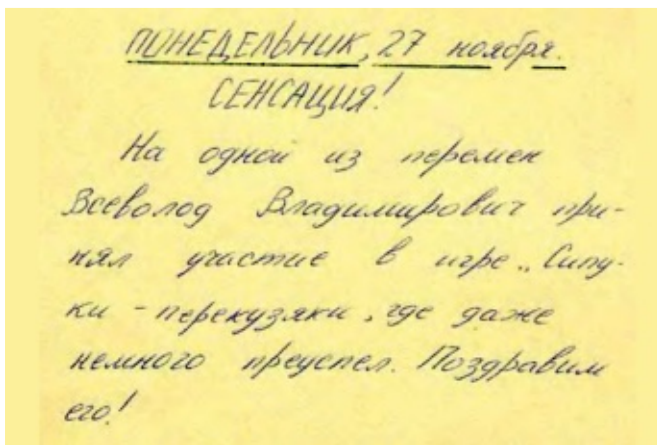 ПОНЕДЕЛЬНИК, 27 ноября.
СЕНСАЦИЯ!
На одной из перемен
Всеволод Владимирович при-
нял участие в игре „Сипу-
ки - перекузяки, где даже
немного преуспел. Поздравим
его!